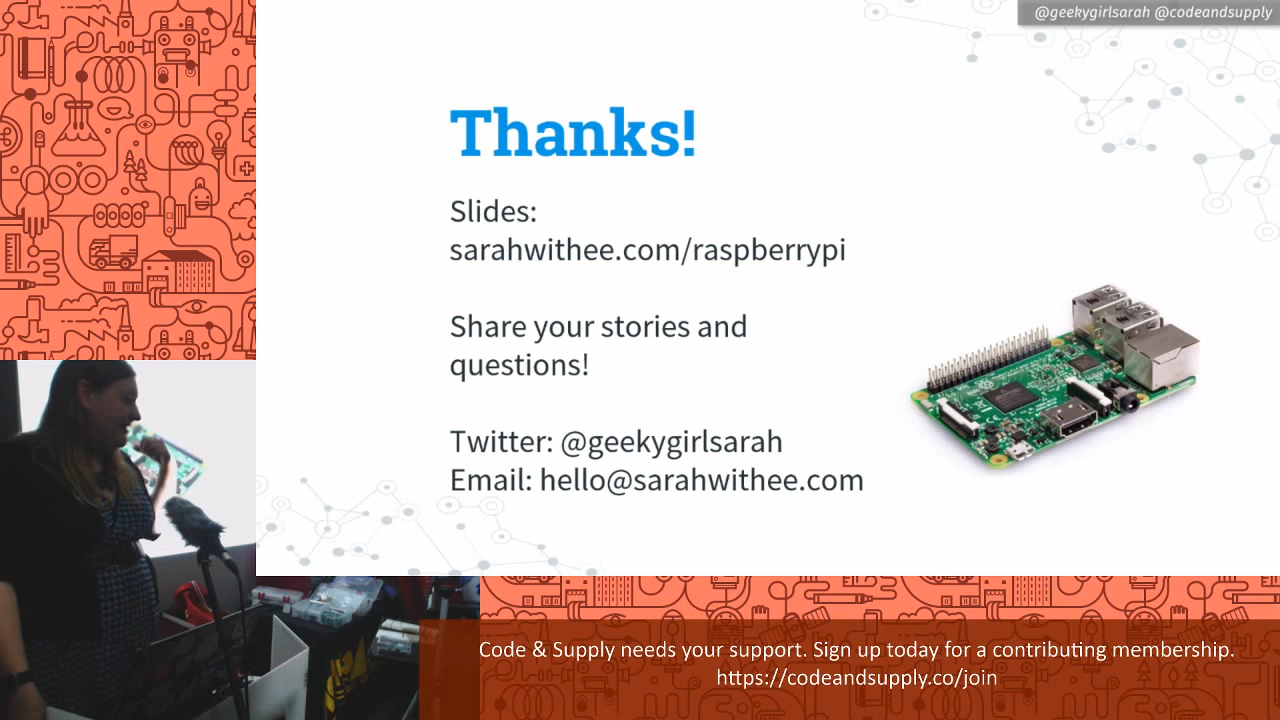 @geekygirlsarah @codeandsupply
Thanks!
Slides:
sarahwithee.com/raspberrypi
Share your stories and
questions!
Twitter: @geekygirlsarah
Email: hello@sarahwithee.com
Code & Supply needs your support. Sign up today for a contributing membership.
https://codeandsupply.co/join